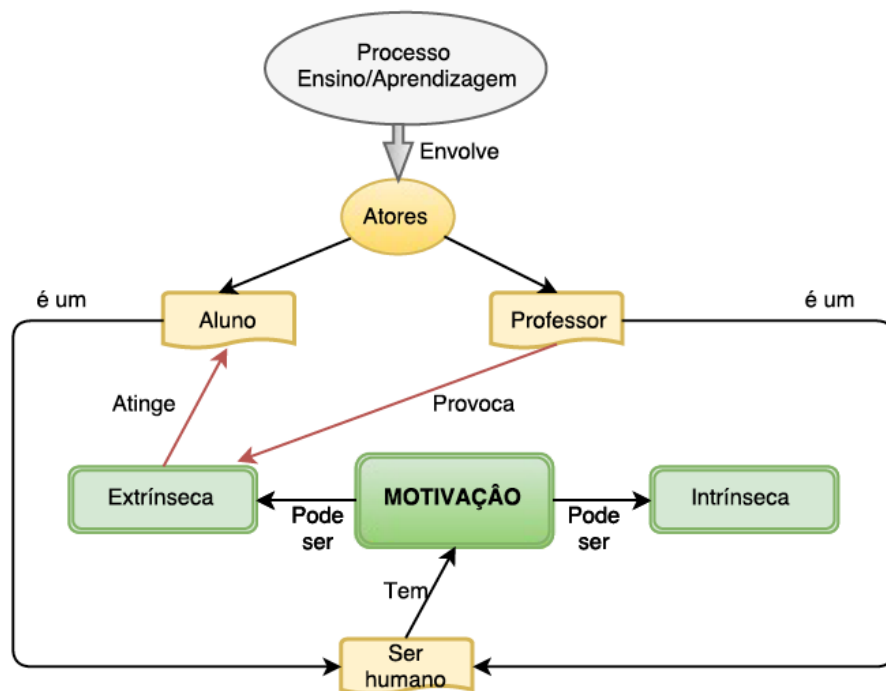 Processo
Ensino/Aprendizagem
Envolve
Atores
é um
Aluno
Professor
é um
Atinge
Provoca
Extrínseca
MOTIVAÇÂO
Intrínseca
Pode
ser
Pode
ser
Tem
Ser
humano